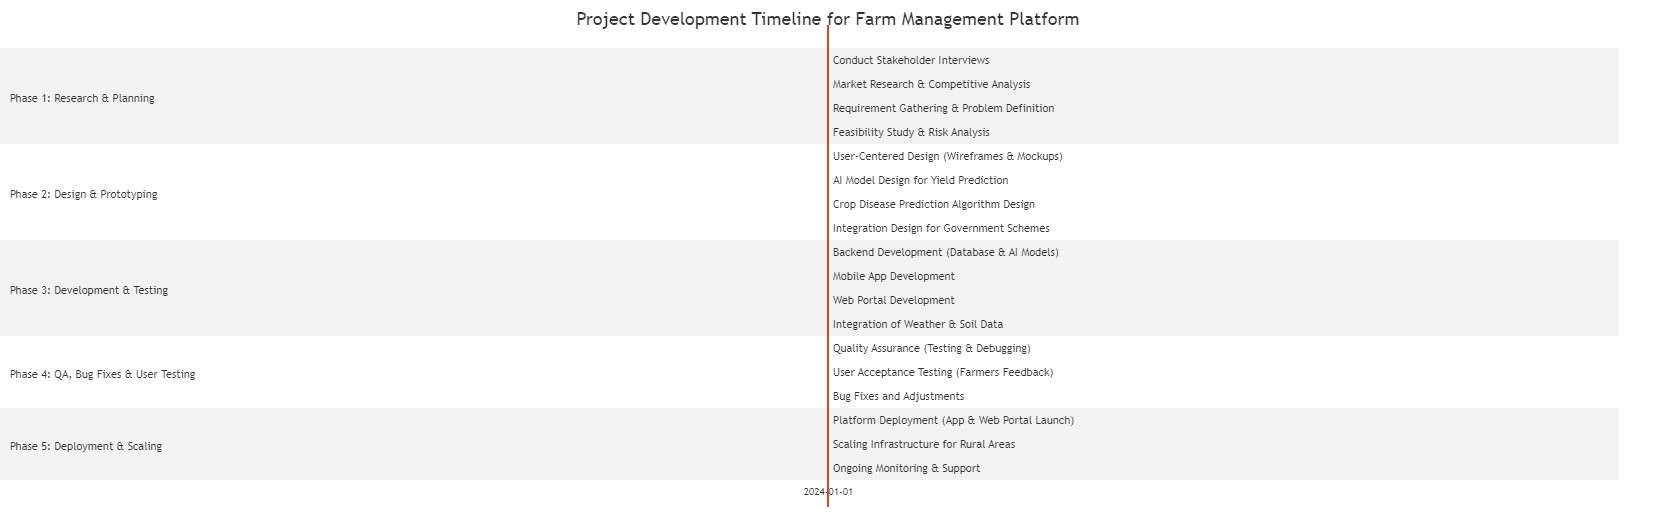 Project Development Timeline for Farm Management Platform
Phase 1: Research & Planning
Conduct Stakeholder Interviews
Market Research & Competitive Analysis
Requirement Gathering & Problem Definition
Feasibility Study & Risk Analysis
Phase 2: Design & Prototyping
User-Centered Design (Wireframes & Mockups)
AI Model Design for Yield Prediction
Crop Disease Prediction Algorithm Design
Integration Design for Government Schemes
Phase 3: Development & Testing
Backend Development (Database & AI Models)
Mobile App Development
Web Portal Development
Integration of Weather & Soil Data
Phase 4: QA, Bug Fixes & User Testing
Quality Assurance (Testing & Debugging)
User Acceptance Testing (Farmers Feedback)
Bug Fixes and Adjustments
Phase 5: Deployment & Scaling
Platform Deployment (App & Web Portal Launch)
Scaling Infrastructure for Rural Areas
Ongoing Monitoring & Support
2024-01-01